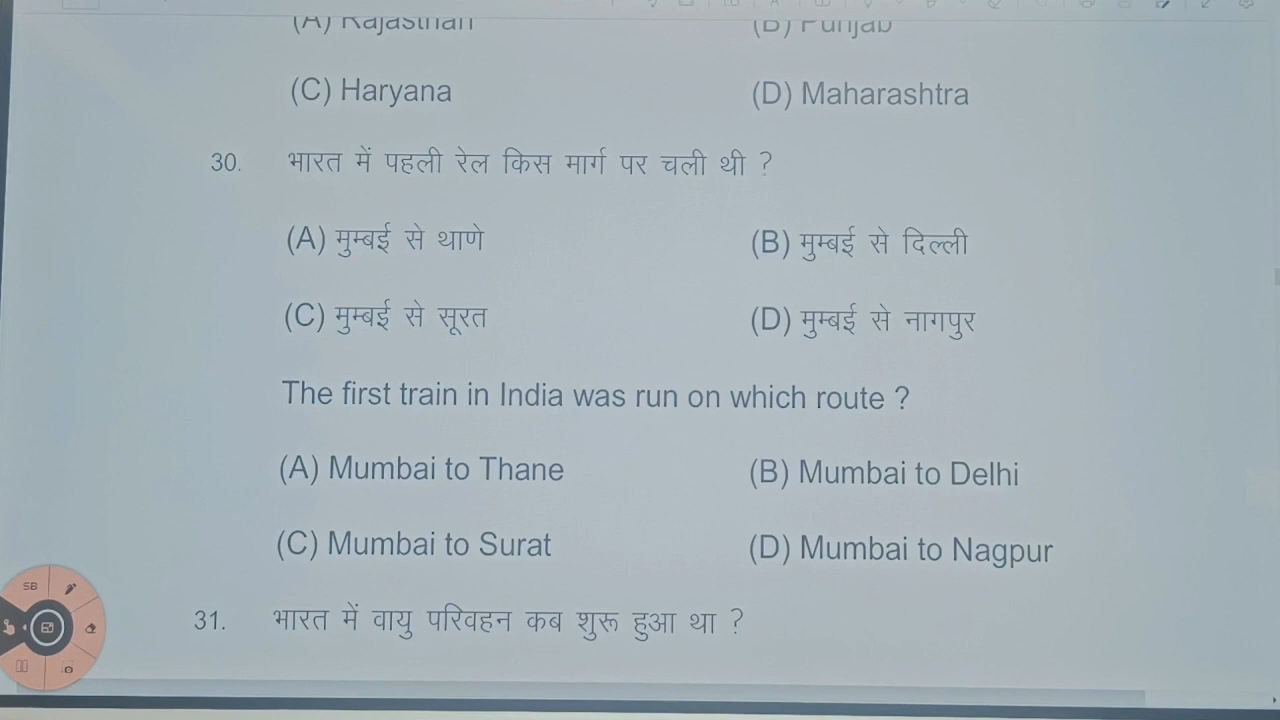 (A) Rajasthan (B) Punjab
(C) Haryana (D) Maharashtra
30. भारत में पहली रेल किस मार्ग पर चली थी ?
(A) मुम्बई से थाणे (B) मुम्बई से दिल्ली
(C) मुम्बई से सूरत (D) मुम्बई से नागपुर
The first train in India was run on which route ?
(A) Mumbai to Thane (B) Mumbai to Delhi
(C) Mumbai to Surat (D) Mumbai to Nagpur
SB
31. भारत में वायु परिवहन कब शुरू हुआ था ?